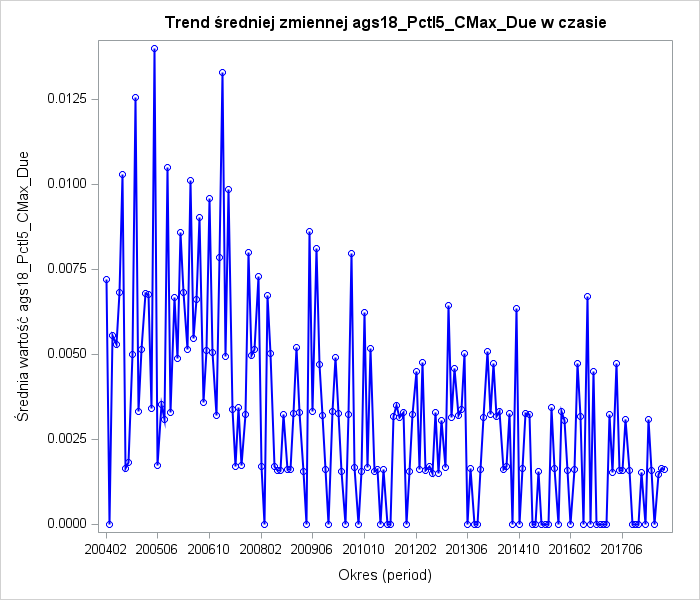 Trend średniej zmiennej ags18_Pctl5_CMax_Due w czasie
Średnia wartość ags18_Pctl5_CMax_Due
0.0125
0.0100
0.0075
0.0050
0.0025
0.0000
200402 200506 200610 200802 200906 201010 201202 201306 201410 201602 201706
Okres (period)